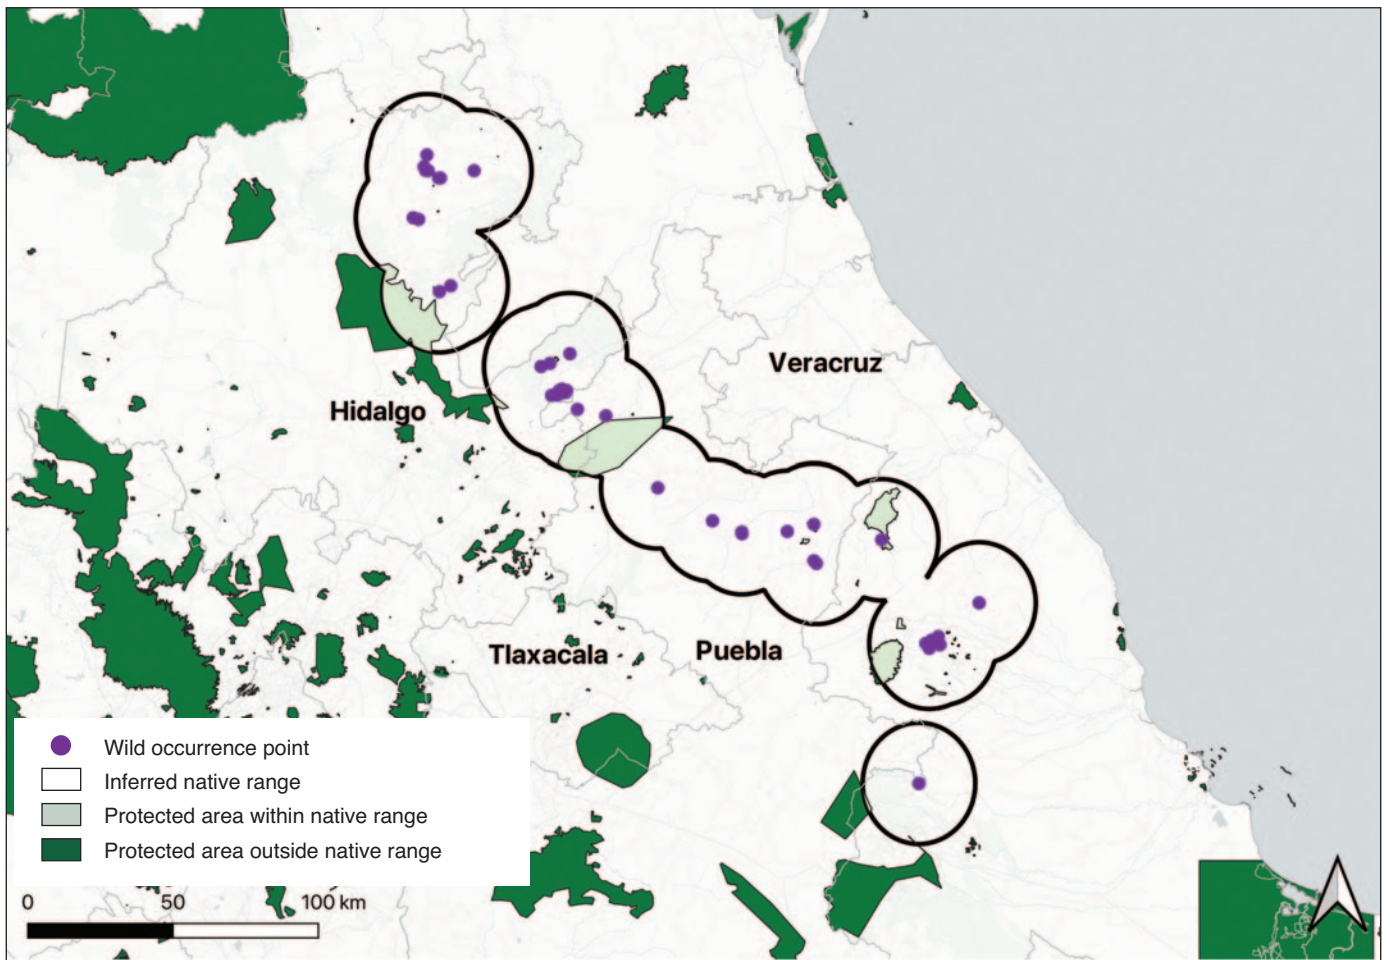 Veracruz
Hidalgo
Tlaxacala
Puebla
Wild occurrence point
Inferred native range
Protected area within native range
Protected area outside native range
0 50 100 km